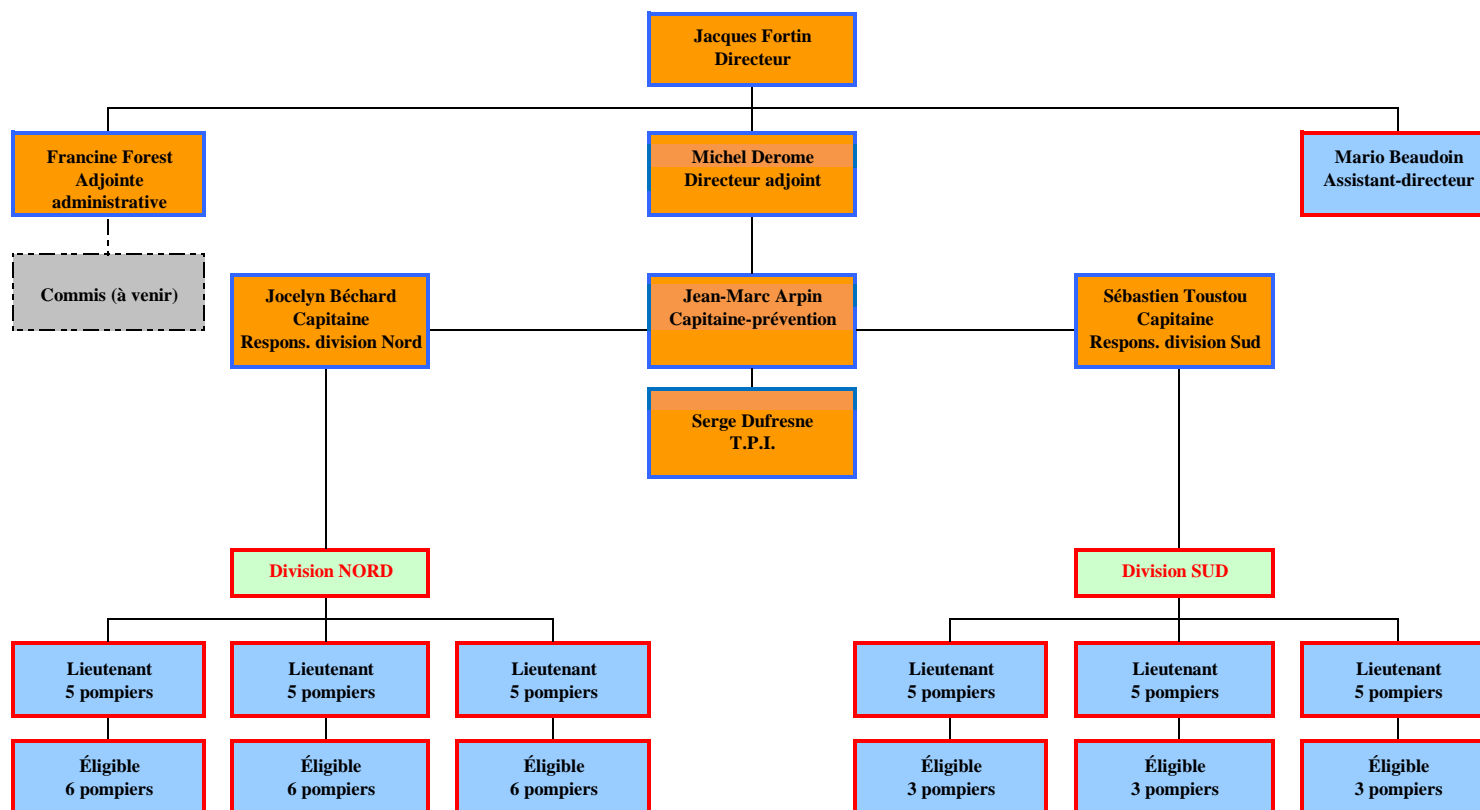 Jacques Fortin
Directeur
Francine Forest
Adjointe
administrative
Michel Derome
Directeur adjoint
Mario Beaudoin
Assistant-directeur
Commis (à venir)
Jocelyn Béchard
Capitaine
Respons. division Nord
Jean-Marc Arpin
Capitaine-prévention
Sébastien Toustou
Capitaine
Respons. division Sud
Serge Dufresne
T.P.I.
Division NORD
Division SUD
Lieutenant
5 pompiers
Lieutenant
5 pompiers
Lieutenant
5 pompiers
Lieutenant
5 pompiers
Lieutenant
5 pompiers
Lieutenant
5 pompiers
Éligible
6 pompiers
Éligible
6 pompiers
Éligible
6 pompiers
Éligible
3 pompiers
Éligible
3 pompiers
Éligible
3 pompiers